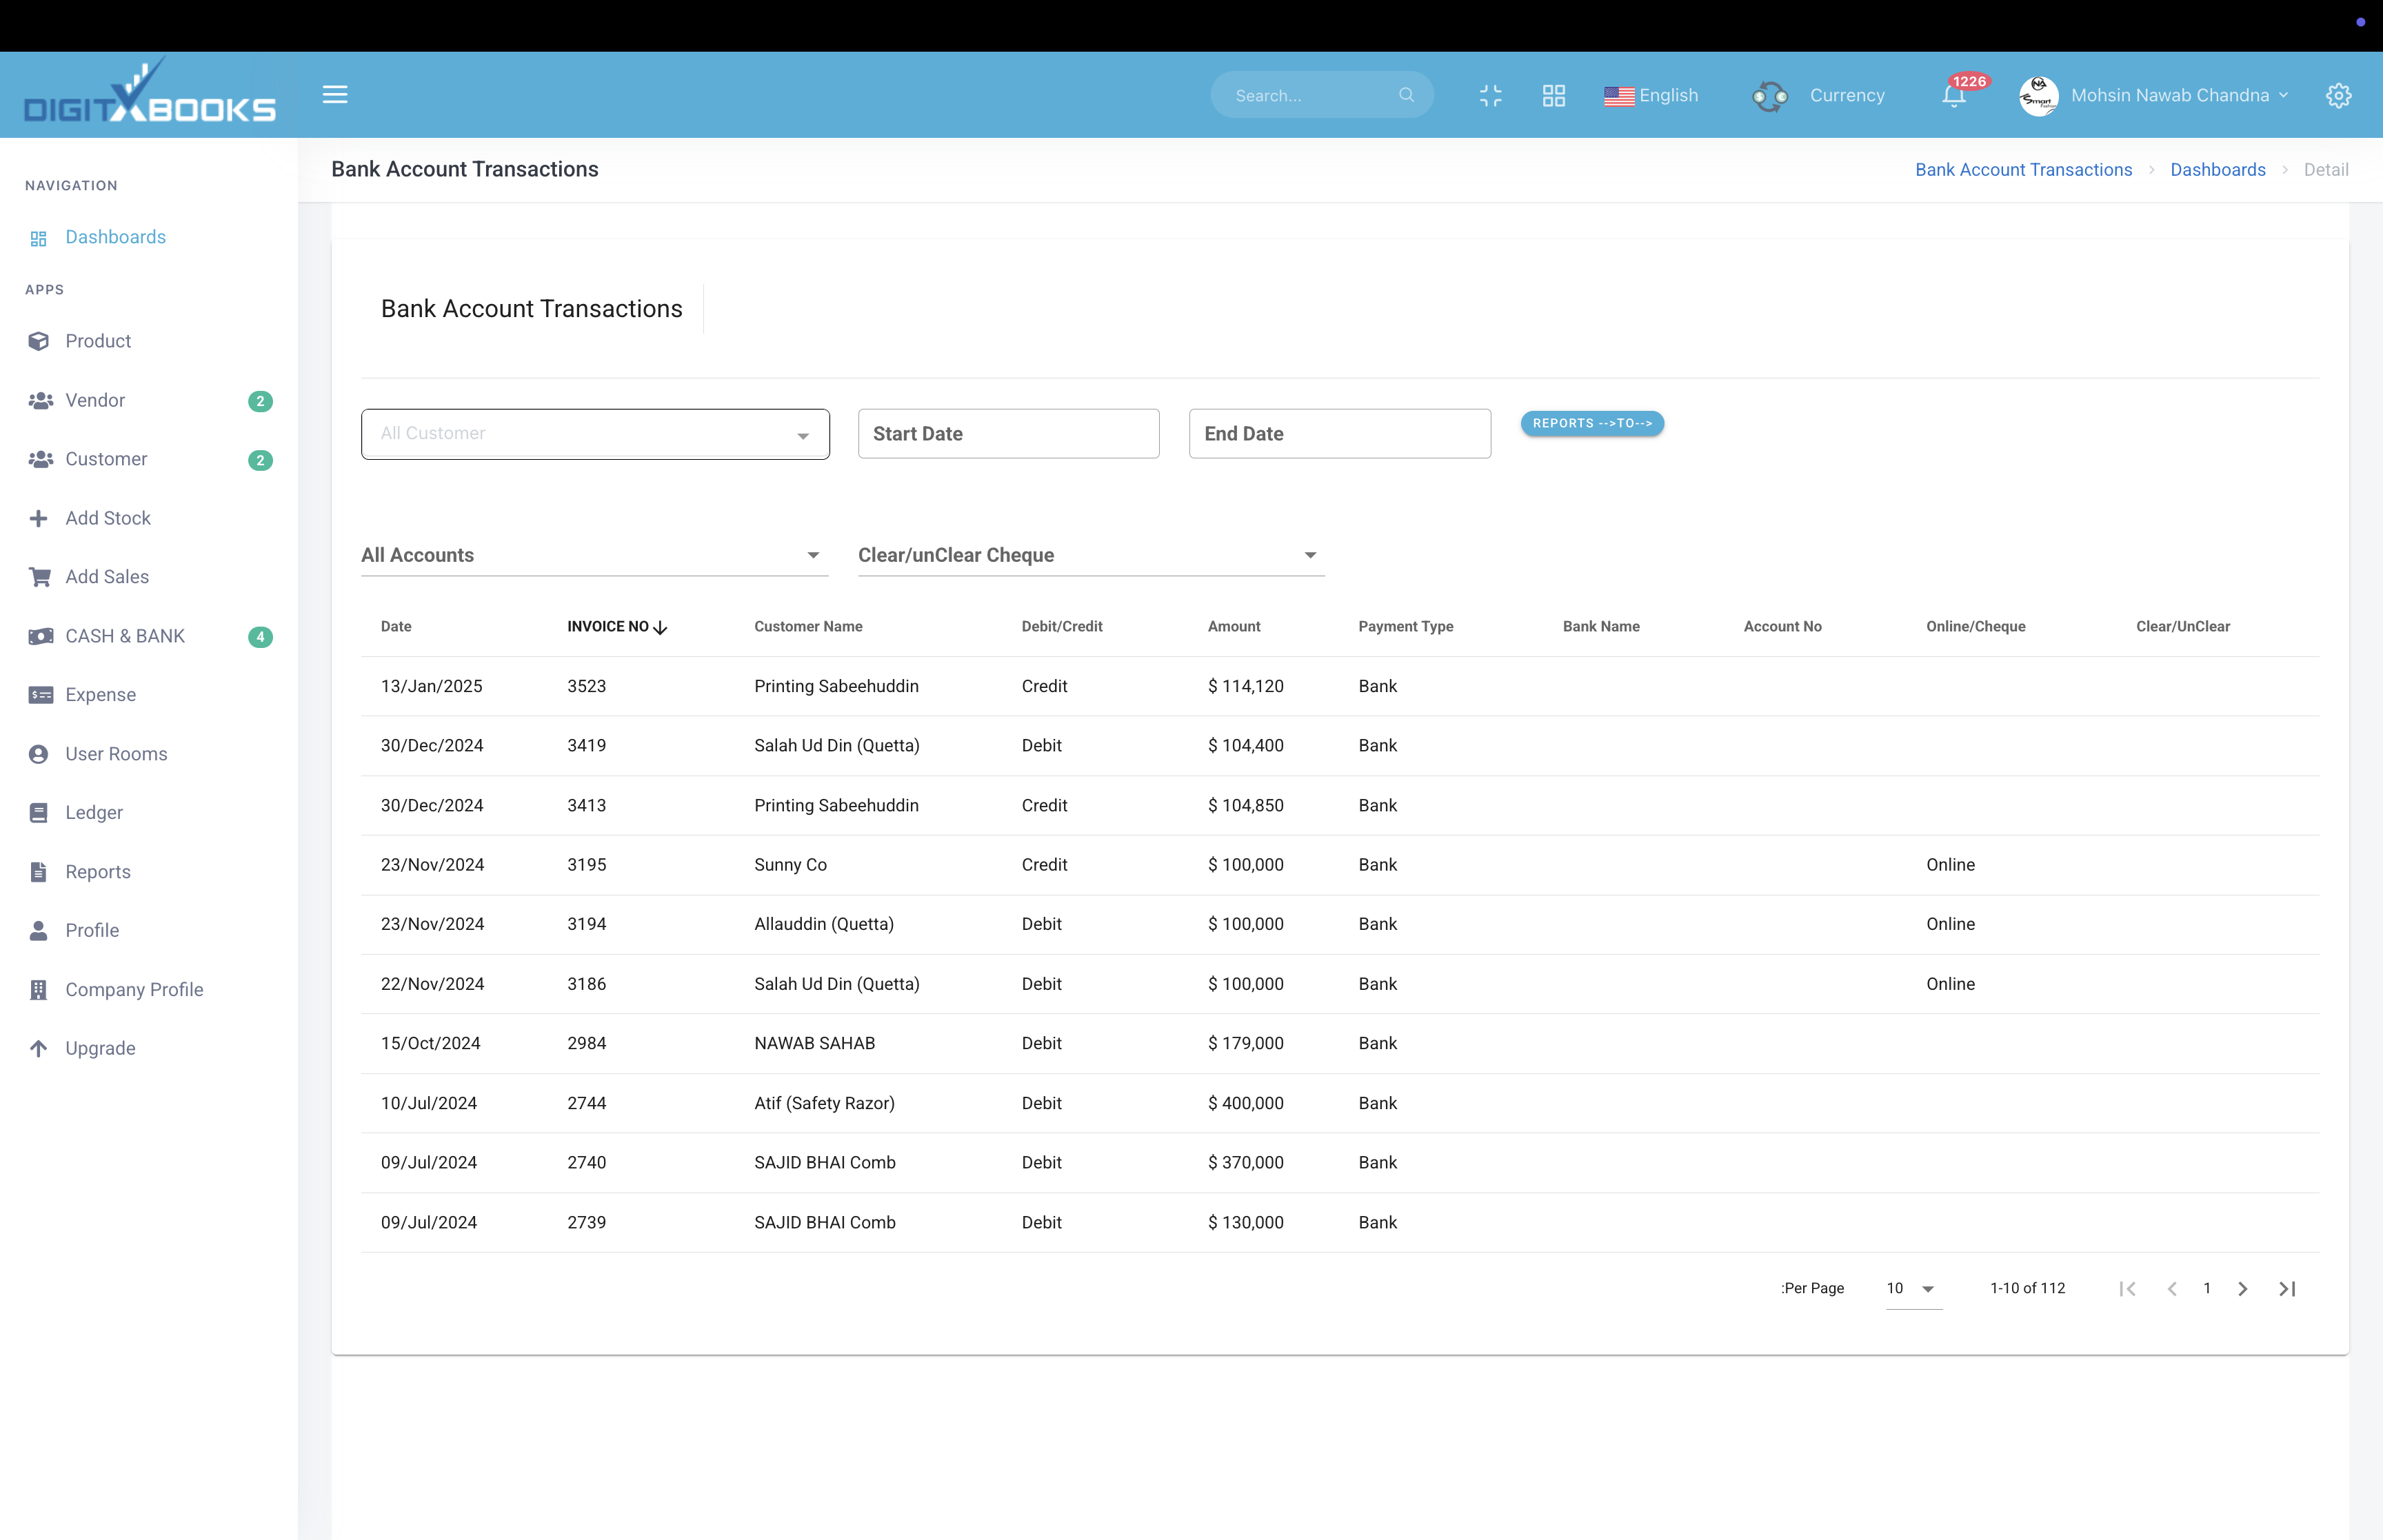 DIGITXBOOKS
Search...
English
Currency
1226
Mohsin Nawab Chandna
Bank Account Transactions
Bank Account Transactions > Dashboards > Detail
NAVIGATION
Dashboards
APPS
Product
Vendor 2
Customer 2
Add Stock
Add Sales
CASH & BANK 4
Expense
User Rooms
Ledger
Reports
Profile
Company Profile
Upgrade
Bank Account Transactions
All Customer
Start Date
End Date
REPORTS -->TO-->
All Accounts
Clear/unClear Cheque
Date INVOICE NO Customer Name Debit/Credit Amount Payment Type Bank Name Account No Online/Cheque Clear/UnClear
13/Jan/2025 3523 Printing Sabeehuddin Credit $ 114,120 Bank
30/Dec/2024 3419 Salah Ud Din (Quetta) Debit $ 104,400 Bank
30/Dec/2024 3413 Printing Sabeehuddin Credit $ 104,850 Bank
23/Nov/2024 3195 Sunny Co Credit $ 100,000 Bank Online
23/Nov/2024 3194 Allauddin (Quetta) Debit $ 100,000 Bank Online
22/Nov/2024 3186 Salah Ud Din (Quetta) Debit $ 100,000 Bank Online
15/Oct/2024 2984 NAWAB SAHAB Debit $ 179,000 Bank
10/Jul/2024 2744 Atif (Safety Razor) Debit $ 400,000 Bank
09/Jul/2024 2740 SAJID BHAI Comb Debit $ 370,000 Bank
09/Jul/2024 2739 SAJID BHAI Comb Debit $ 130,000 Bank
:Per Page 10 1-10 of 112 1